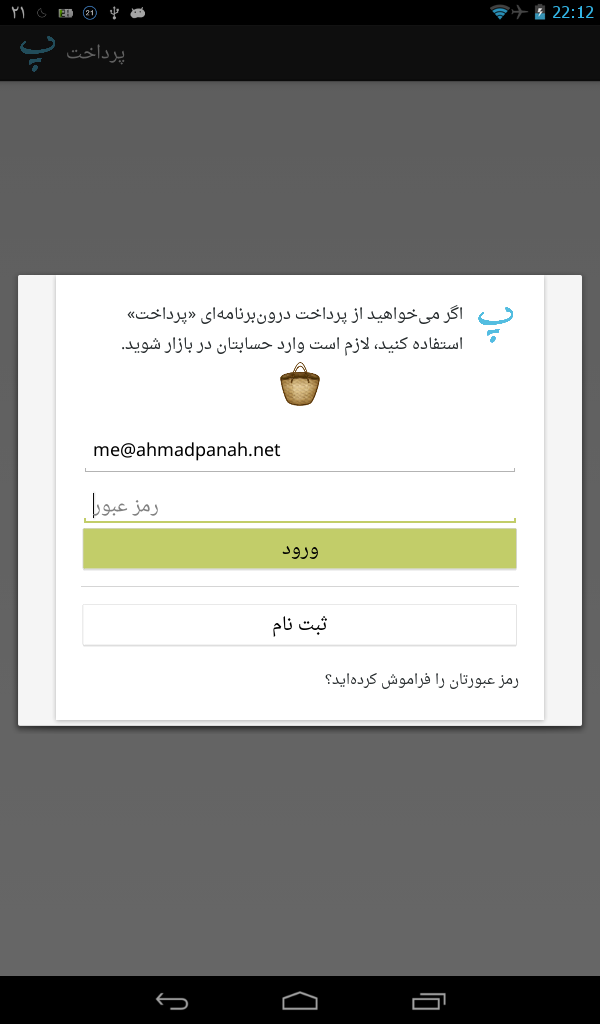 ۲۱ 21 22:12
پرداخت
اگر می‌خواهید از پرداخت درون‌برنامه‌ای «پرداخت»
استفاده کنید، لازم است وارد حسابتان در بازار شوید.
me@ahmadpanah.net
رمز عبور
ورود
ثبت نام
رمز عبورتان را فراموش کرده‌اید؟